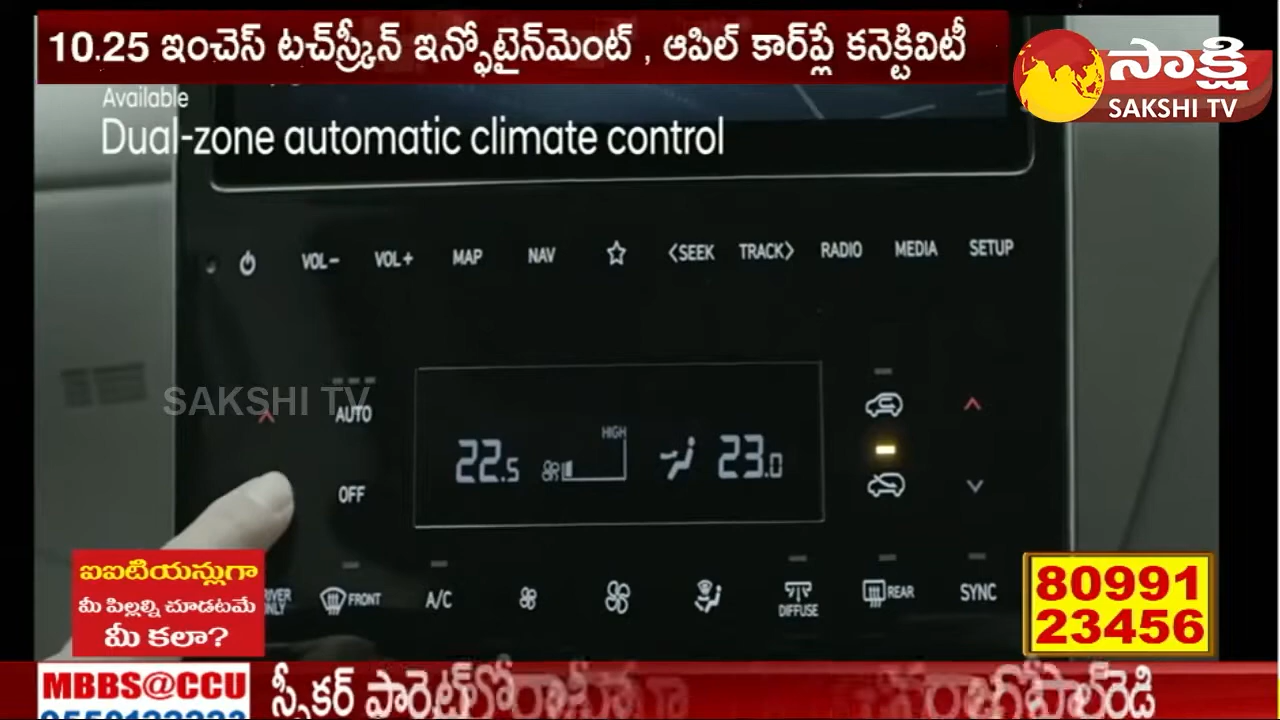 10.25 ఇంచెస్ టచ్‌స్క్రీన్ ఇన్ఫోటైన్‌మెంట్ , ఆపిల్ కార్‌ప్లే కనెక్టివిటీ
సాక్షి
SAKSHI TV
Available
Dual-zone automatic climate control
VOL− VOL+ MAP NAV <SEEK TRACK> RADIO MEDIA SETUP
SAKSHI TV
AUTO
HIGH
22.5 23.0
OFF
FRONT A/C DIFFUSE REAR SYNC
ఐఐటియన్లుగా
మీ పిల్లల్ని చూడటమే
మీ కలా?
80991
23456
MBBS@CCU
స్పీకర్ ఫార్మెట్‌లో